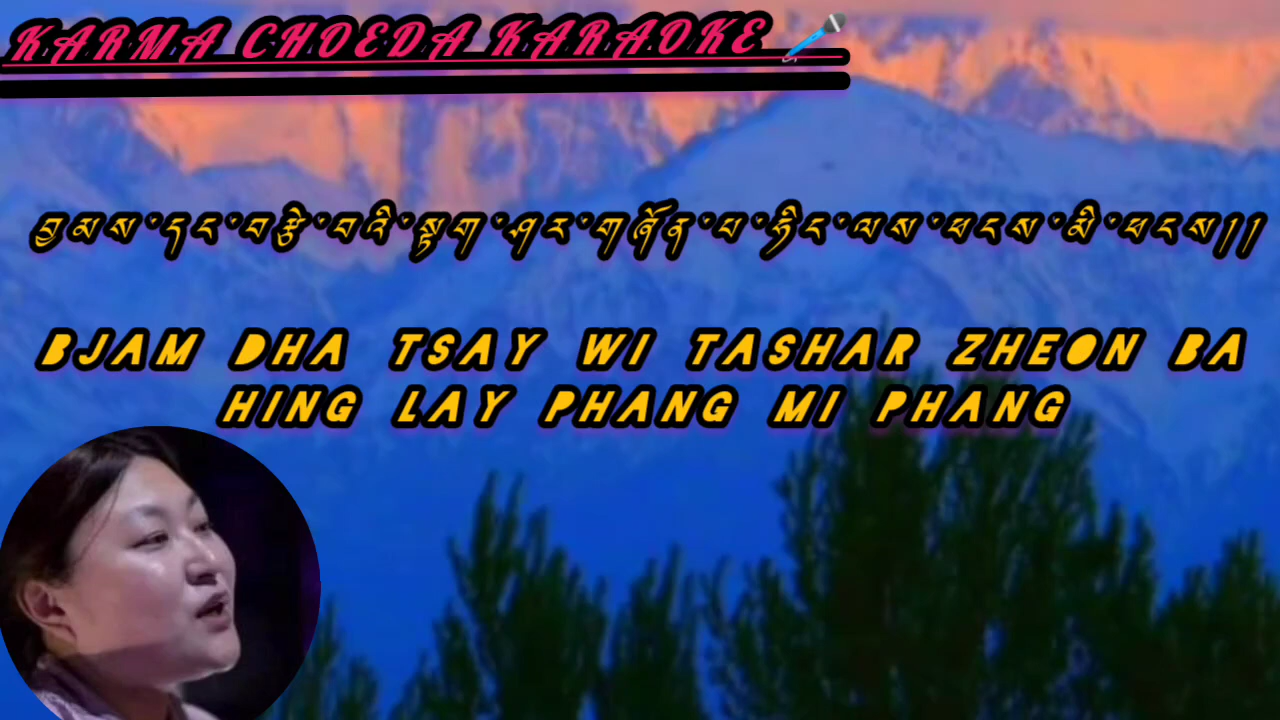 KARMA CHOEDA KARAOKE
བྱམས་དང་བརྩེ་བའི་སྟག་ཤར་གཞོན་པ་ཧིང་ལས་ཕངས་མི་ཕངས།།
BJAM DHA TSAY WI TASHAR ZHEON BA
HING LAY PHANG MI PHANG